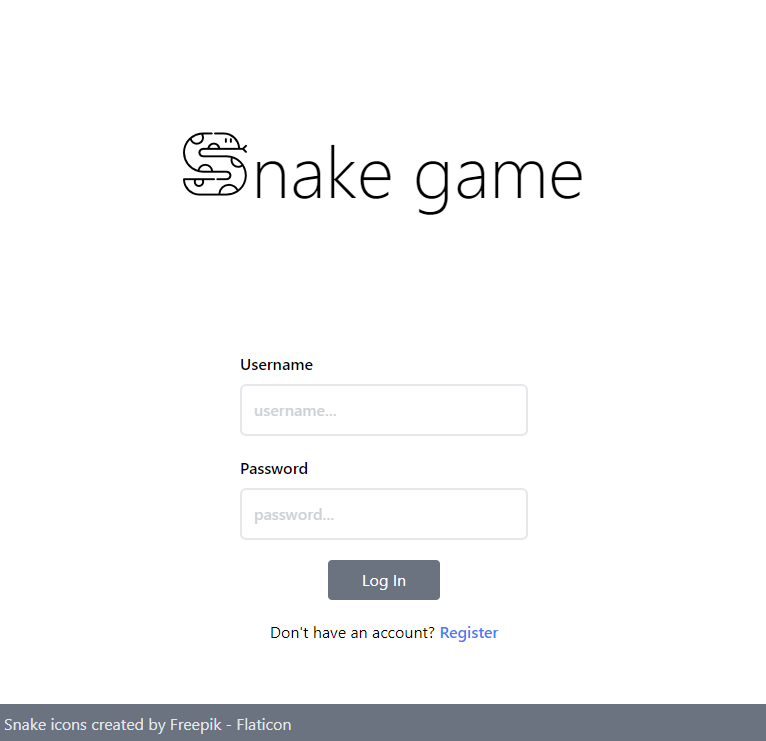 Snake game
Username
username...
Password
password...
Log In
Don't have an account? Register
Snake icons created by Freepik - Flaticon